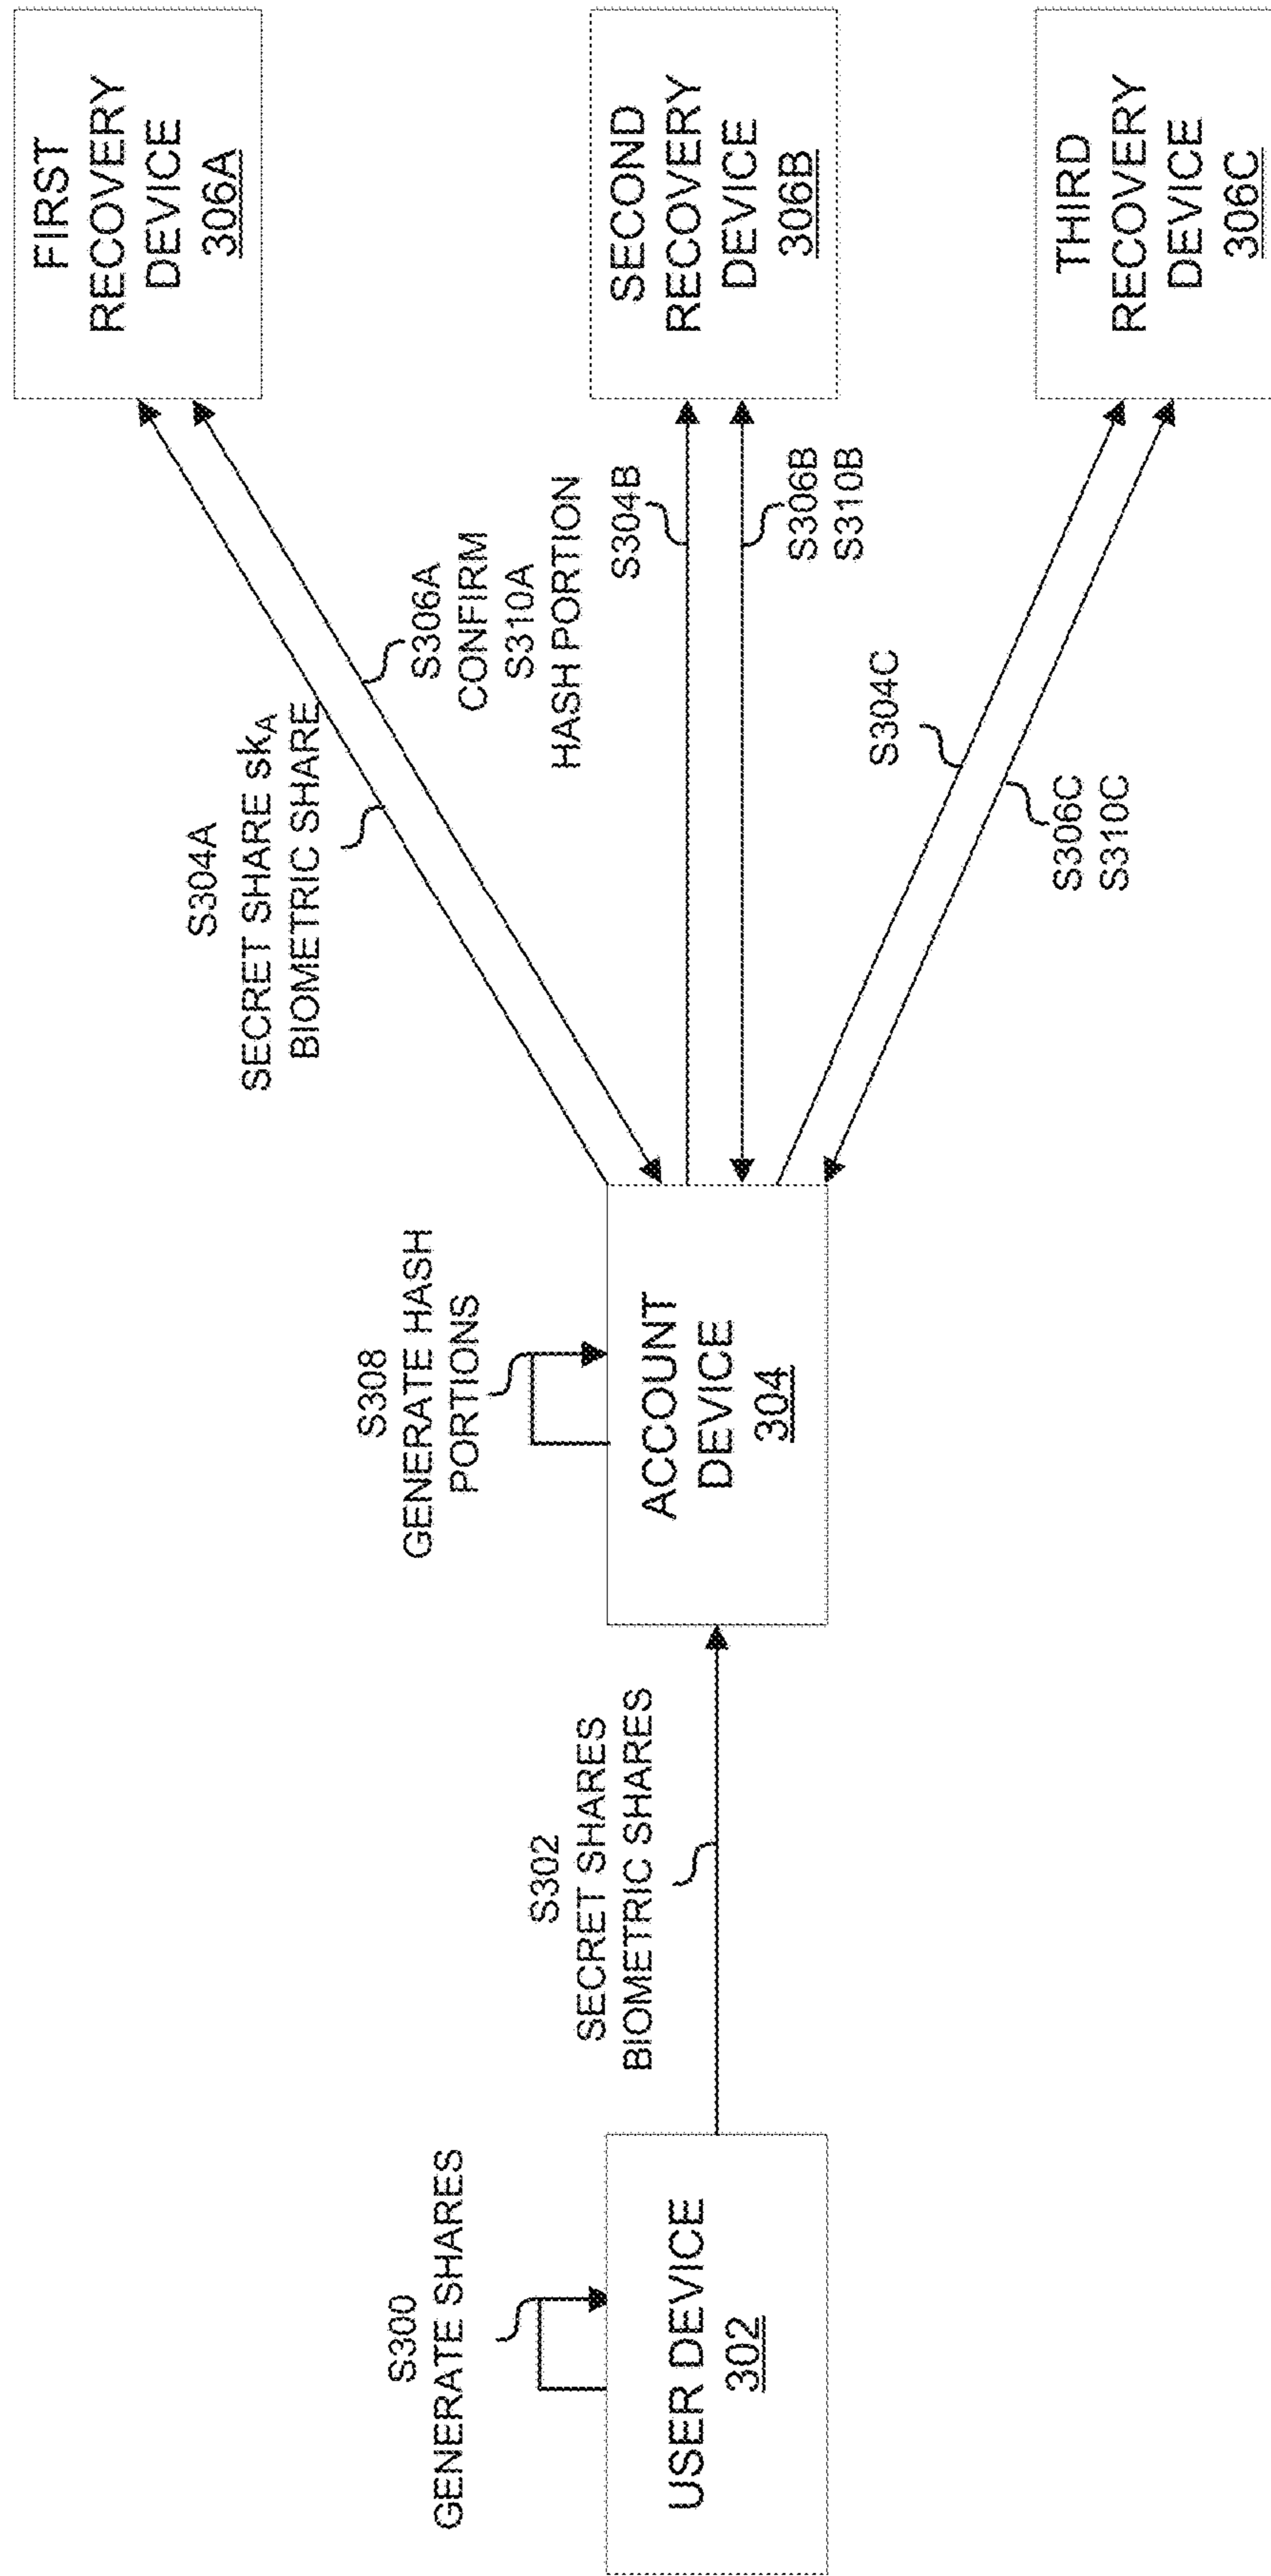 S300
GENERATE SHARES
USER DEVICE
302
S302
SECRET SHARES
BIOMETRIC SHARES
S308
GENERATE HASH
PORTIONS
ACCOUNT
DEVICE
304
S304A
SECRET SHARE skA
BIOMETRIC SHARE
S306A
CONFIRM
S310A
HASH PORTION
S304B
S306B
S310B
S304C
S306C
S310C
FIRST
RECOVERY
DEVICE
306A
SECOND
RECOVERY
DEVICE
306B
THIRD
RECOVERY
DEVICE
306C